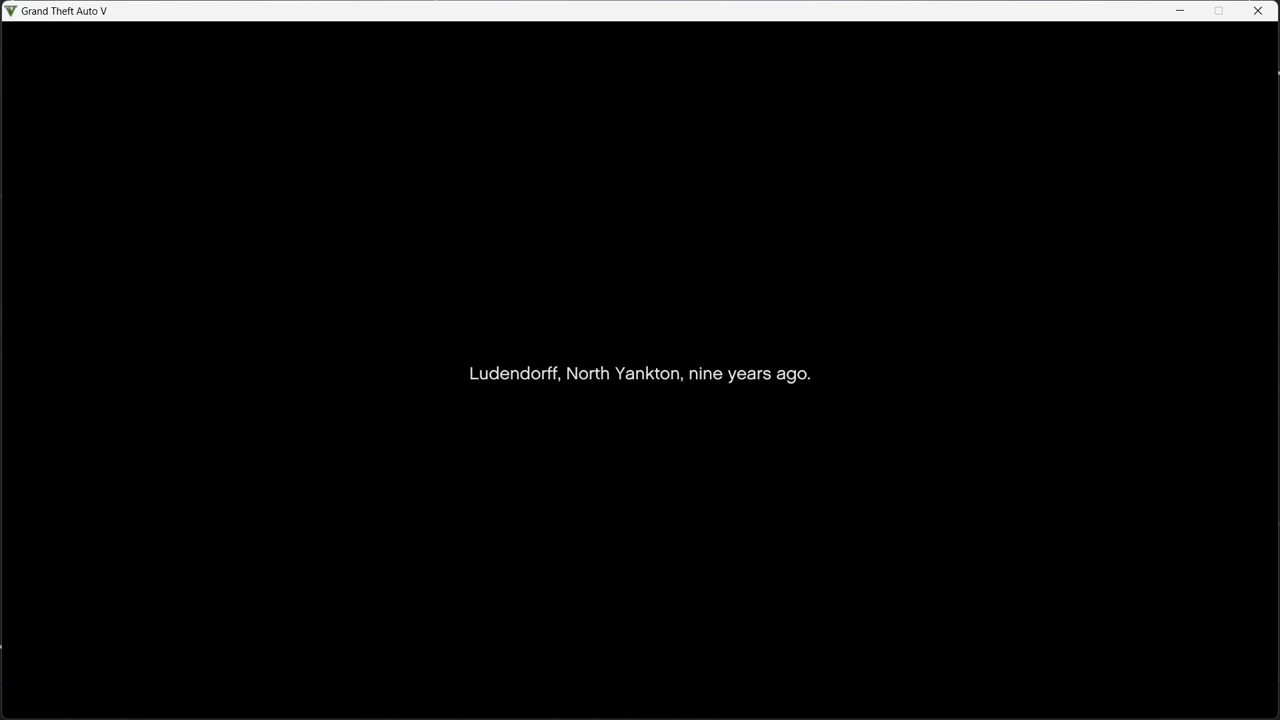 Grand Theft Auto V
Ludendorff, North Yankton, nine years ago.